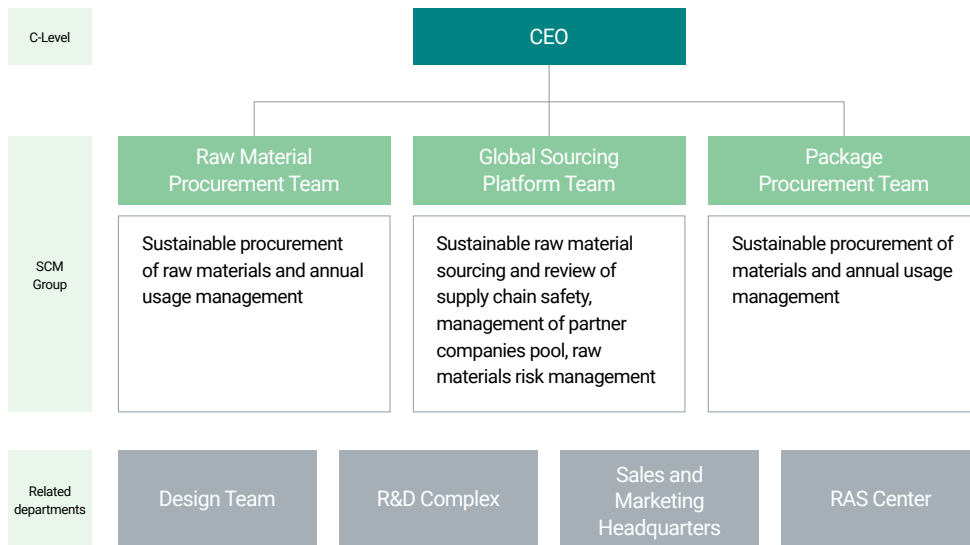 C-Level
CEO
SCM
Group
Raw Material
Procurement Team
Sustainable procurement
of raw materials and annual
usage management
Global Sourcing
Platform Team
Sustainable raw material
sourcing and review of
supply chain safety,
management of partner
companies pool, raw
materials risk management
Package
Procurement Team
Sustainable procurement of
materials and annual usage
management
Related
departments
Design Team
R&D Complex
Sales and
Marketing
Headquarters
RAS Center